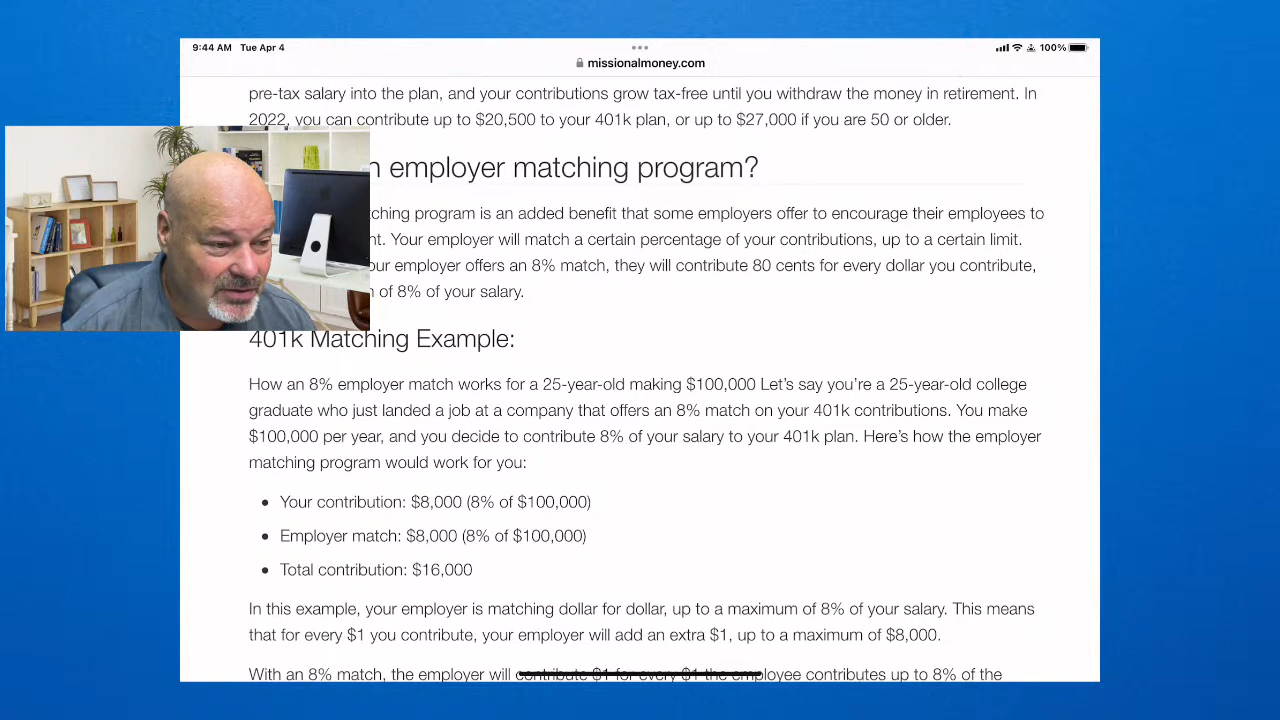 9:44 AM Tue Apr 4
100%
missionalmoney.com
pre-tax salary into the plan, and your contributions grow tax-free until you withdraw the money in retirement. In
2022, you can contribute up to $20,500 to your 401k plan, or up to $27,000 if you are 50 or older.
employer matching program?
ching program is an added benefit that some employers offer to encourage their employees to
nt. Your employer will match a certain percentage of your contributions, up to a certain limit.
ur employer offers an 8% match, they will contribute 80 cents for every dollar you contribute,
of 8% of your salary.
401k Matching Example:
How an 8% employer match works for a 25-year-old making $100,000 Let’s say you’re a 25-year-old college
graduate who just landed a job at a company that offers an 8% match on your 401k contributions. You make
$100,000 per year, and you decide to contribute 8% of your salary to your 401k plan. Here’s how the employer
matching program would work for you:
• Your contribution: $8,000 (8% of $100,000)
• Employer match: $8,000 (8% of $100,000)
• Total contribution: $16,000
In this example, your employer is matching dollar for dollar, up to a maximum of 8% of your salary. This means
that for every $1 you contribute, your employer will add an extra $1, up to a maximum of $8,000.
With an 8% match, the employer will contribute $1 for every $1 the employee contributes up to 8% of the